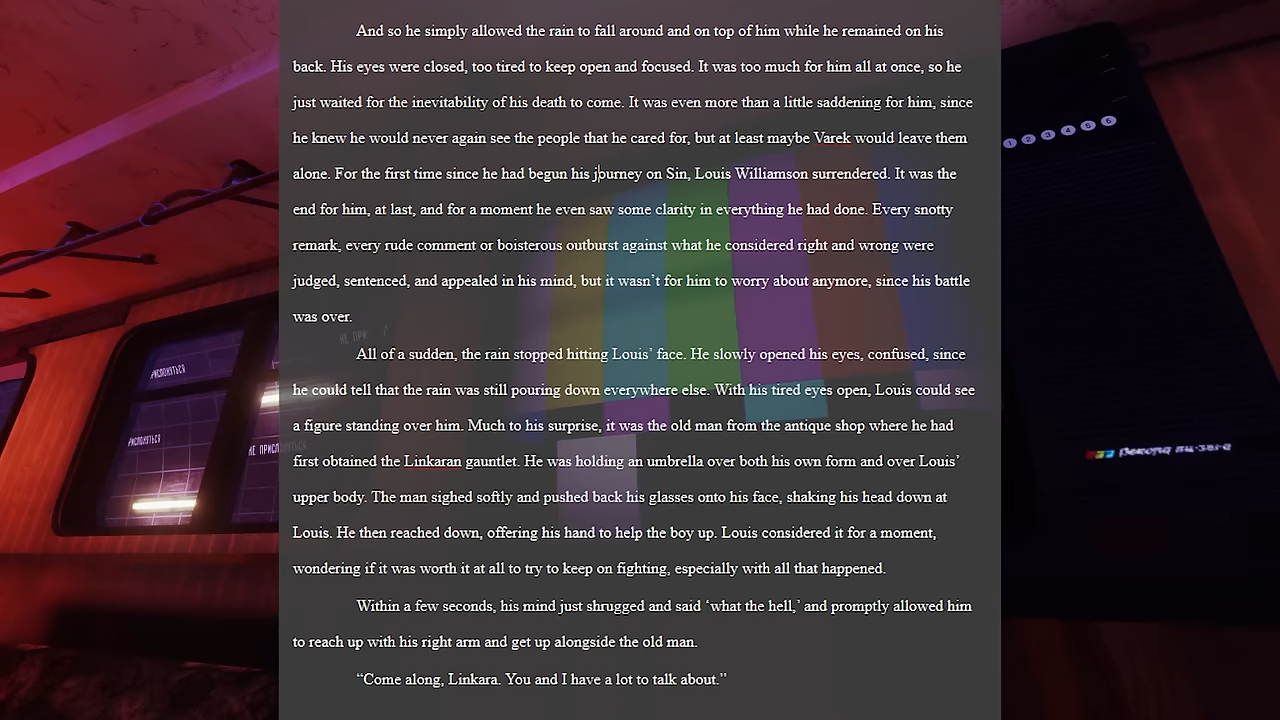 And so he simply allowed the rain to fall around and on top of him while he remained on his
back. His eyes were closed, too tired to keep open and focused. It was too much for him all at once, so he
just waited for the inevitability of his death to come. It was even more than a little saddening for him, since
he knew he would never again see the people that he cared for, but at least maybe Varek would leave them
alone. For the first time since he had begun his journey on Sin, Louis Williamson surrendered. It was the
end for him, at last, and for a moment he even saw some clarity in everything he had done. Every snotty
remark, every rude comment or boisterous outburst against what he considered right and wrong were
judged, sentenced, and appealed in his mind, but it wasn’t for him to worry about anymore, since his battle
was over.
All of a sudden, the rain stopped hitting Louis’ face. He slowly opened his eyes, confused, since
he could tell that the rain was still pouring down everywhere else. With his tired eyes open, Louis could see
a figure standing over him. Much to his surprise, it was the old man from the antique shop where he had
first obtained the Linkaran gauntlet. He was holding an umbrella over both his own form and over Louis’
upper body. The man sighed softly and pushed back his glasses onto his face, shaking his head down at
Louis. He then reached down, offering his hand to help the boy up. Louis considered it for a moment,
wondering if it was worth it at all to try to keep on fighting, especially with all that happened.
Within a few seconds, his mind just shrugged and said ‘what the hell,’ and promptly allowed him
to reach up with his right arm and get up alongside the old man.
“Come along, Linkara. You and I have a lot to talk about.”
1 2 3 4 5 6
НЕ ПРИ
НЕ ПРИСЛОНЯТЬСЯ